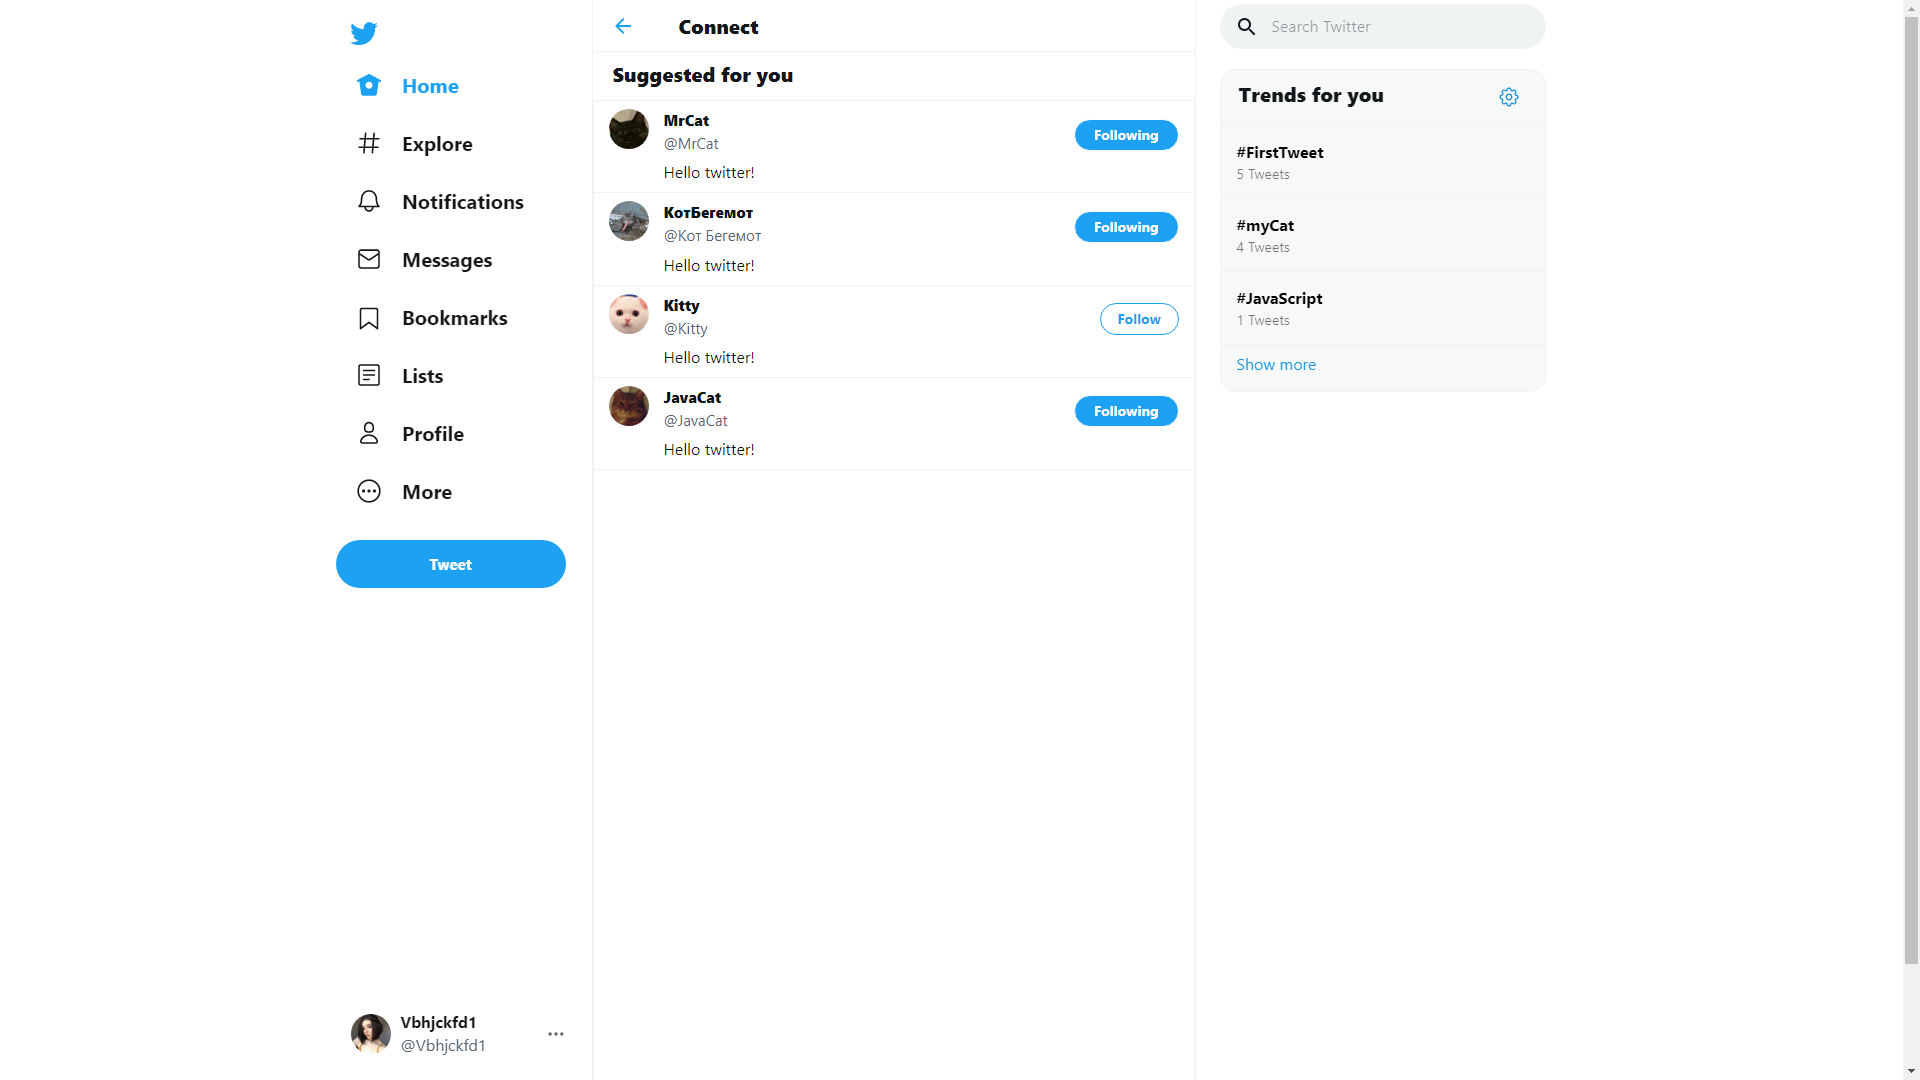 Home
Explore
Notifications
Messages
Bookmarks
Lists
Profile
More
Tweet
Vbhjckfd1
@Vbhjckfd1
Connect
Suggested for you
MrCat
@MrCat
Following
Hello twitter!
КотБегемот
@Кот Бегемот
Following
Hello twitter!
Kitty
@Kitty
Follow
Hello twitter!
JavaCat
@JavaCat
Following
Hello twitter!
Search Twitter
Trends for you
#FirstTweet
5 Tweets
#myCat
4 Tweets
#JavaScript
1 Tweets
Show more